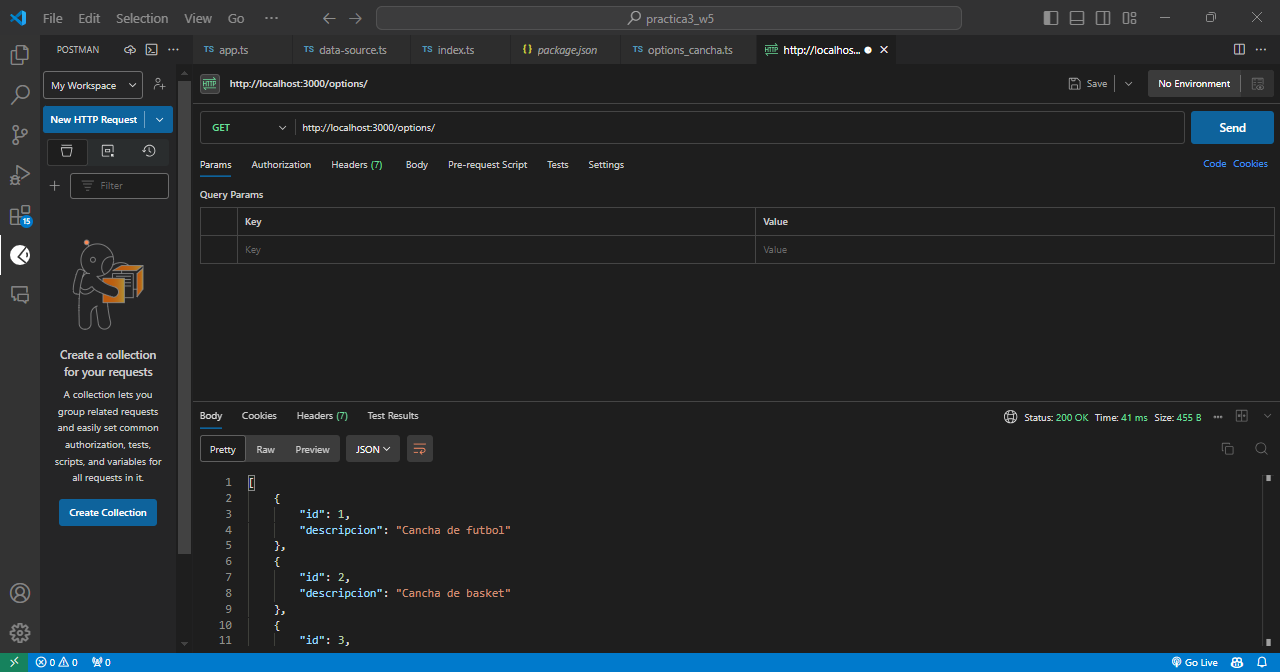 File Edit Selection View Go ··· practica3_w5
POSTMAN ··· TS app.ts TS data-source.ts TS index.ts {} package.json TS options_cancha.ts HTTP http://localhos... ● ···
My Workspace HTTP http://localhost:3000/options/ Save No Environment
New HTTP Request GET http://localhost:3000/options/ Send
Params Authorization Headers (7) Body Pre-request Script Tests Settings Code Cookies
Filter
Query Params
Key Value
Key Value
15
Create a collection
for your requests
A collection lets you
group related requests
and easily set common
authorization, tests,
scripts, and variables for
all requests in it.
Create Collection
Body Cookies Headers (7) Test Results Status: 200 OK Time: 41 ms Size: 455 B ···
Pretty Raw Preview JSON
1 [
2 {
3 "id": 1,
4 "descripcion": "Cancha de futbol"
5 },
6 {
7 "id": 2,
8 "descripcion": "Cancha de basket"
9 },
10 {
11 "id": 3,
0 0 0 Go Live